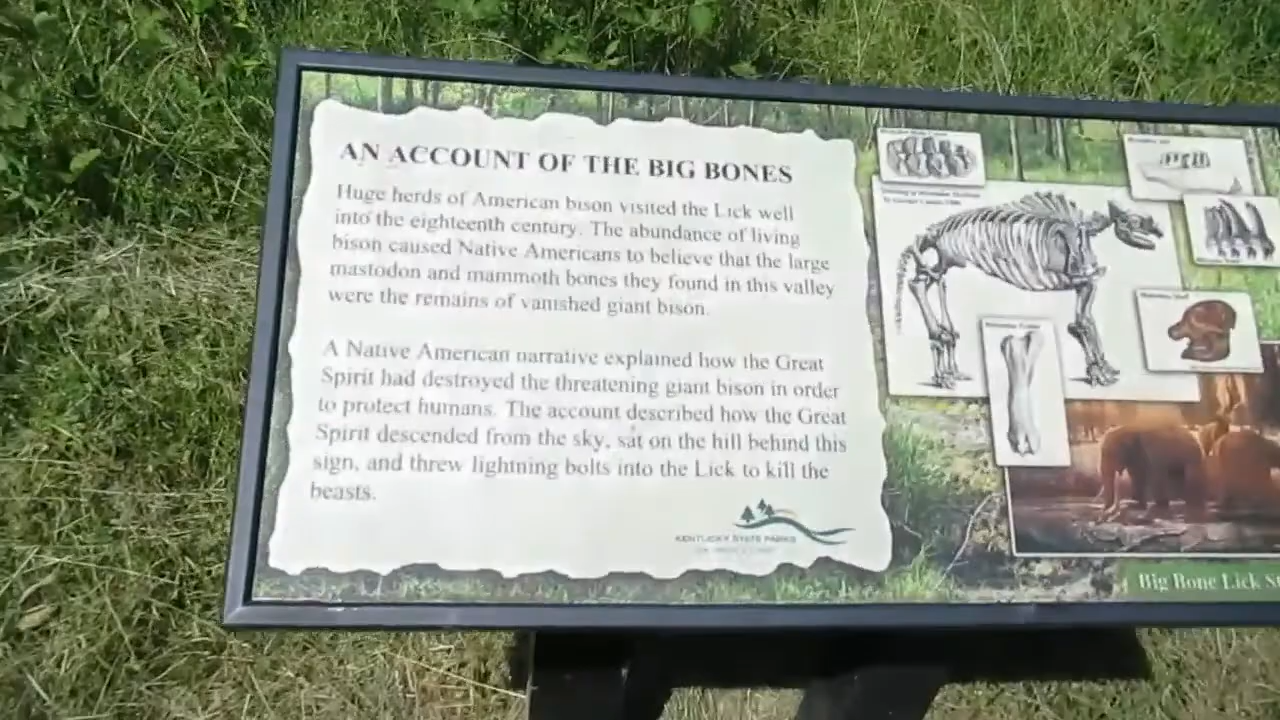 AN ACCOUNT OF THE BIG BONES
Huge herds of American bison visited the Lick well
into the eighteenth century. The abundance of living
bison caused Native Americans to believe that the large
mastodon and mammoth bones they found in this valley
were the remains of vanished giant bison.
A Native American narrative explained how the Great
Spirit had destroyed the threatening giant bison in order
to protect humans. The account described how the Great
Spirit descended from the sky, sat on the hill behind this
sign, and threw lightning bolts into the Lick to kill the
beasts.
KENTUCKY STATE PARKS
Big Bone Lick